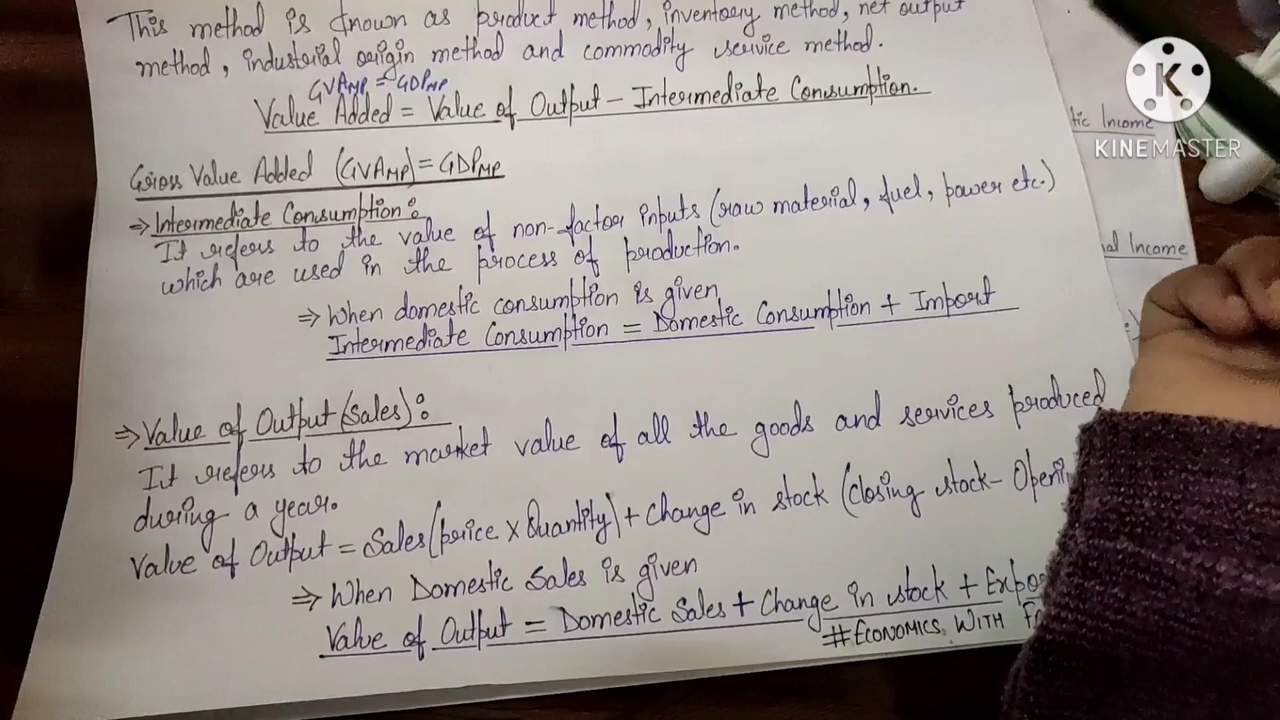 This method is known as product method, inventory method, net output
method, industrial origin method and commodity service method.
GVAMP = GDPMP
Value Added = Value of Output - Intermediate Consumption.
Gross Value Added (GVAMP) = GDPMP
⇒ Intermediate Consumption:
It refers to the value of non-factor inputs (raw material, fuel, power etc.)
which are used in the process of production.
⇒ When domestic consumption is given
Intermediate Consumption = Domestic Consumption + Import
⇒ Value of Output (Sales):
It refers to the market value of all the goods and services produced
during a year.
Value of Output = Sales (price × Quantity) + Change in stock (closing stock -
⇒ When Domestic Sales is given
Value of Output = Domestic Sales + Change in stock +
#ECONOMICS WITH
K
KINEMASTER
Income
Income